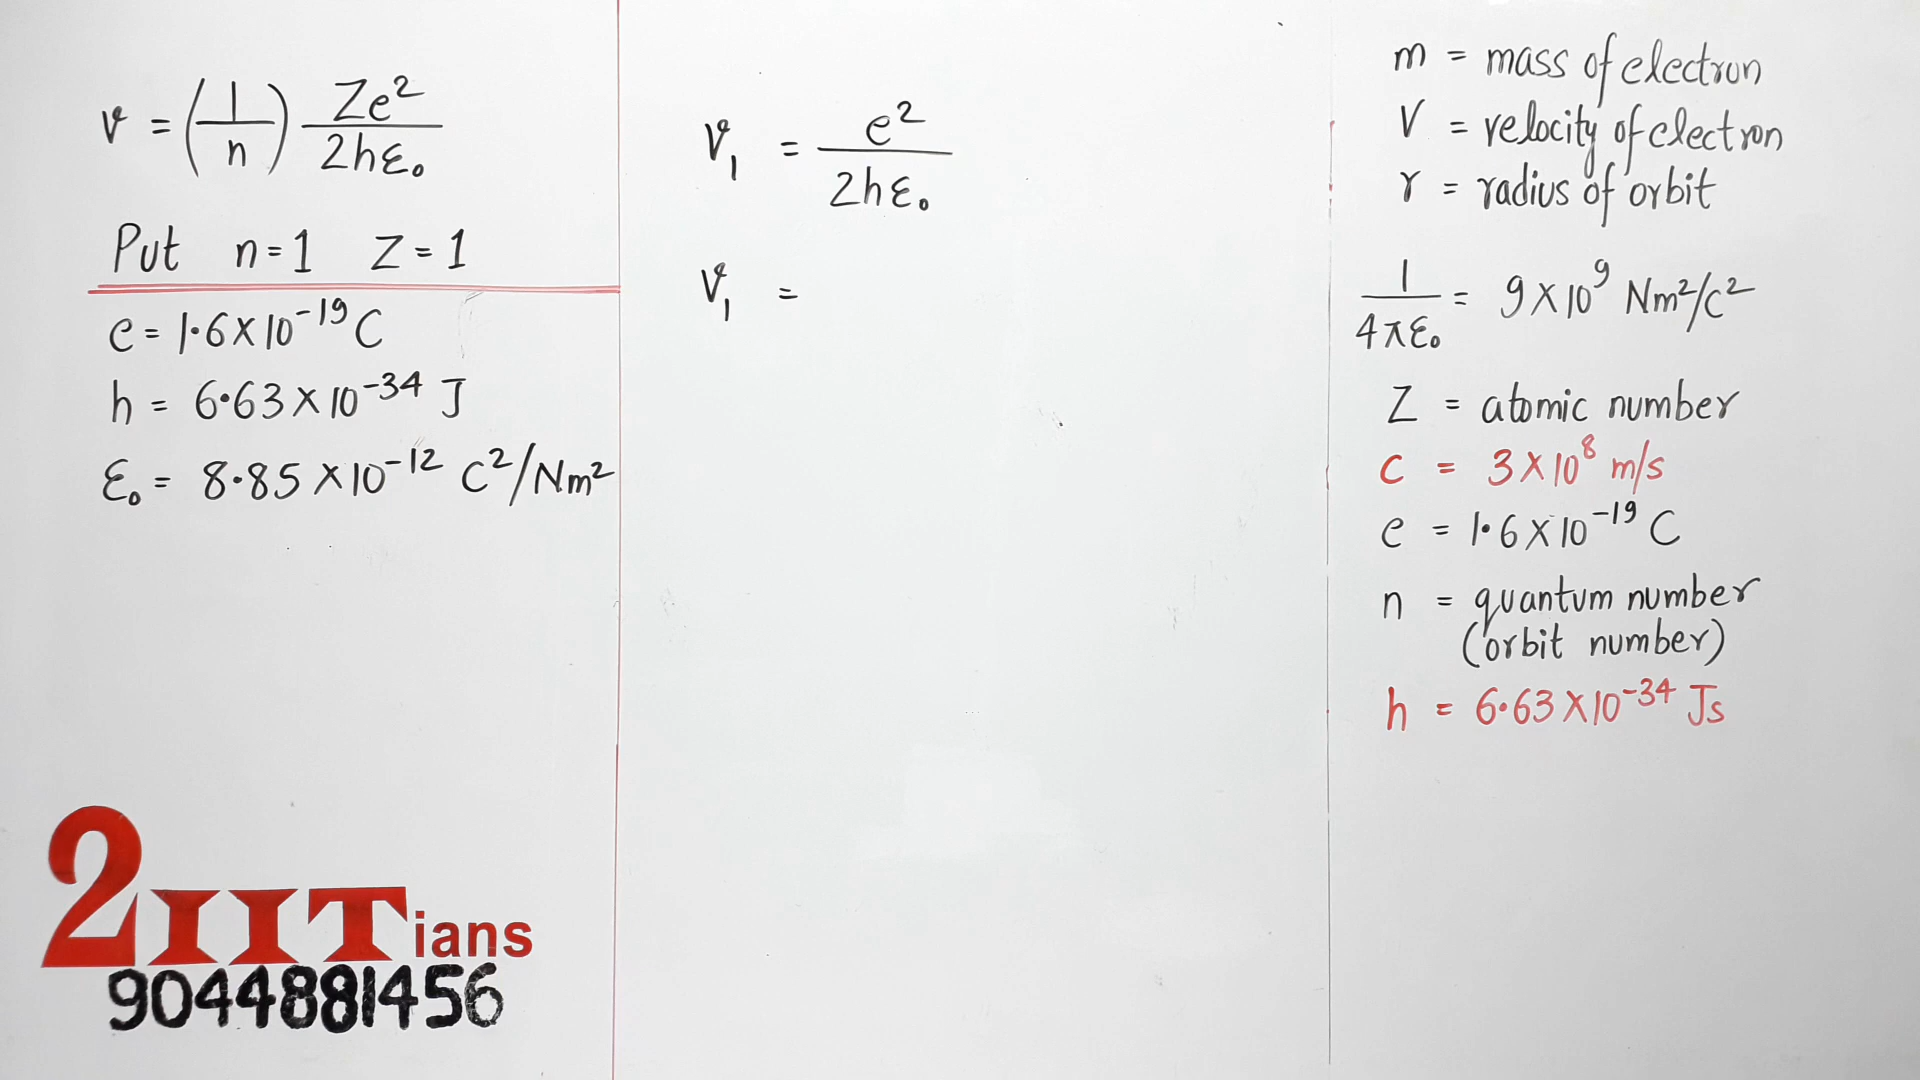 v = (1/n) Ze²/2hε₀
Put n=1 Z=1
e = 1.6 X 10⁻¹⁹ C
h = 6.63 X 10⁻³⁴ J
ε₀ = 8.85 X 10⁻¹² C²/Nm²
2IITians
9044881456
V₁ = e²/2hε₀
V₁ =
m = mass of electron
V = velocity of electron
r = radius of orbit
1/4πε₀ = 9 X 10⁹ Nm²/C²
Z = atomic number
c = 3 X 10⁸ m/s
e = 1.6 X 10⁻¹⁹ C
n = quantum number
(orbit number)
h = 6.63 X 10⁻³⁴ Js